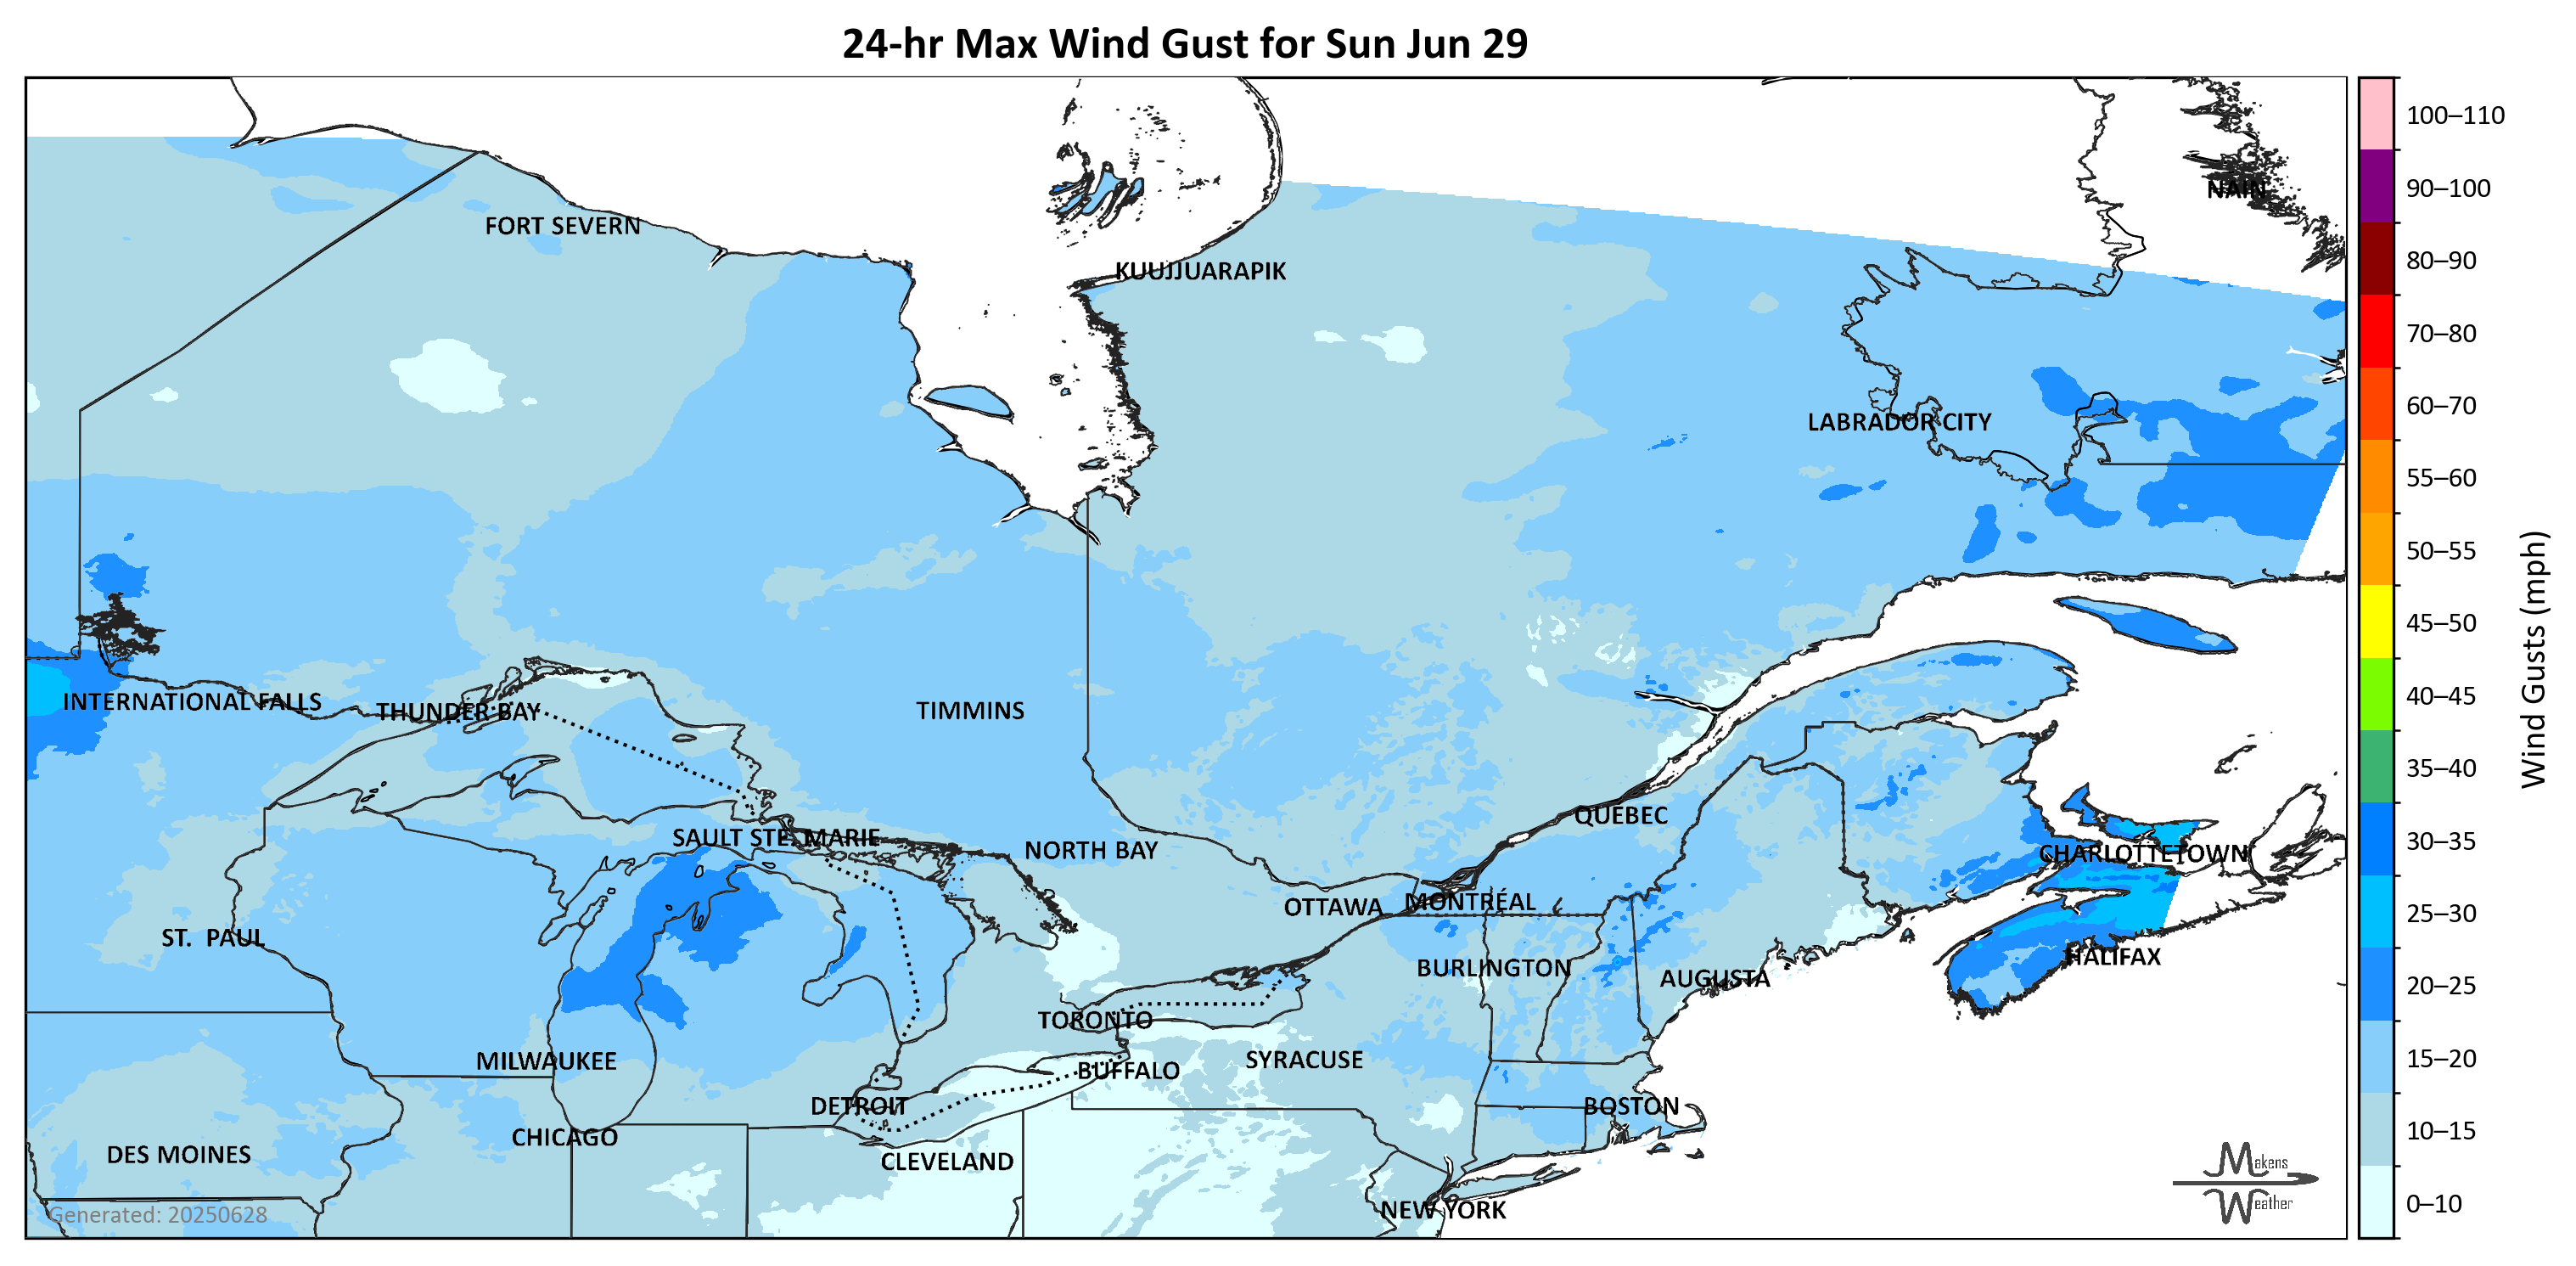 24-hr Max Wind Gust for Sun Jun 29
100–110
90–100
NAIN
FORT SEVERN
80–90
KUUJJUARAPIK
70–80
60–70
LABRADOR CITY
55–60
50–55
45–50
Wind Gusts (mph)
40–45
INTERNATIONAL FALLS
THUNDER BAY
TIMMINS
35–40
QUEBEC
30–35
SAULT STE. MARIE
NORTH BAY
CHARLOTTETOWN
OTTAWA
MONTRÉAL
25–30
ST. PAUL
HALIFAX
BURLINGTON
AUGUSTA
20–25
TORONTO
MILWAUKEE
SYRACUSE
15–20
BUFFALO
DETROIT
BOSTON
CHICAGO
10–15
DES MOINES
CLEVELAND
Makens
Weather
NEW YORK
0–10
Generated: 20250628